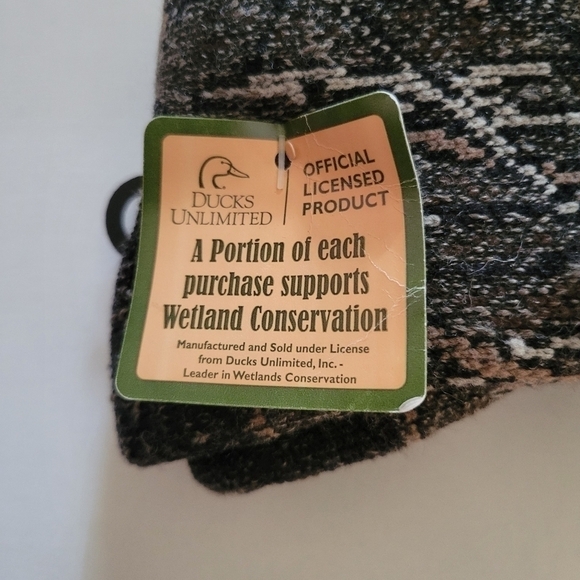 DUCKS
UNLIMITED
OFFICIAL
LICENSED
PRODUCT
A Portion of each
purchase supports
Wetland Conservation
Manufactured and Sold under License
from Ducks Unlimited, Inc. -
Leader in Wetlands Conservation